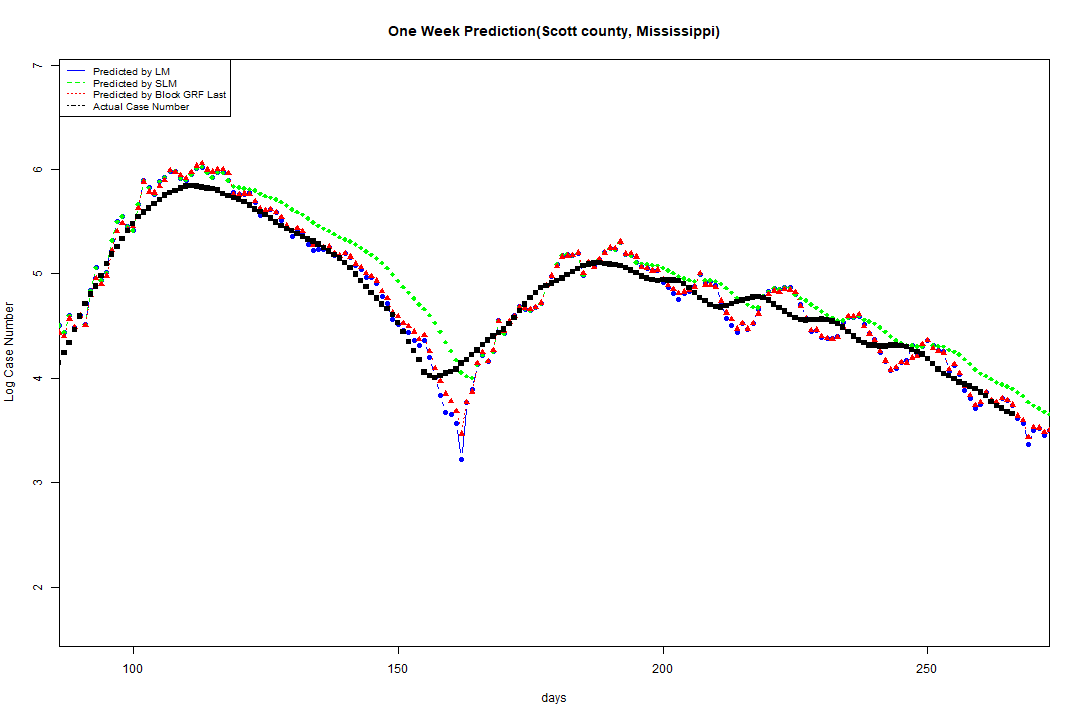 One Week Prediction(Scott county, Mississippi)
Predicted by LM
Predicted by SLM
Predicted by Block GRF Last
Actual Case Number
7
6
5
4
3
2
Log Case Number
100 150 200 250
days